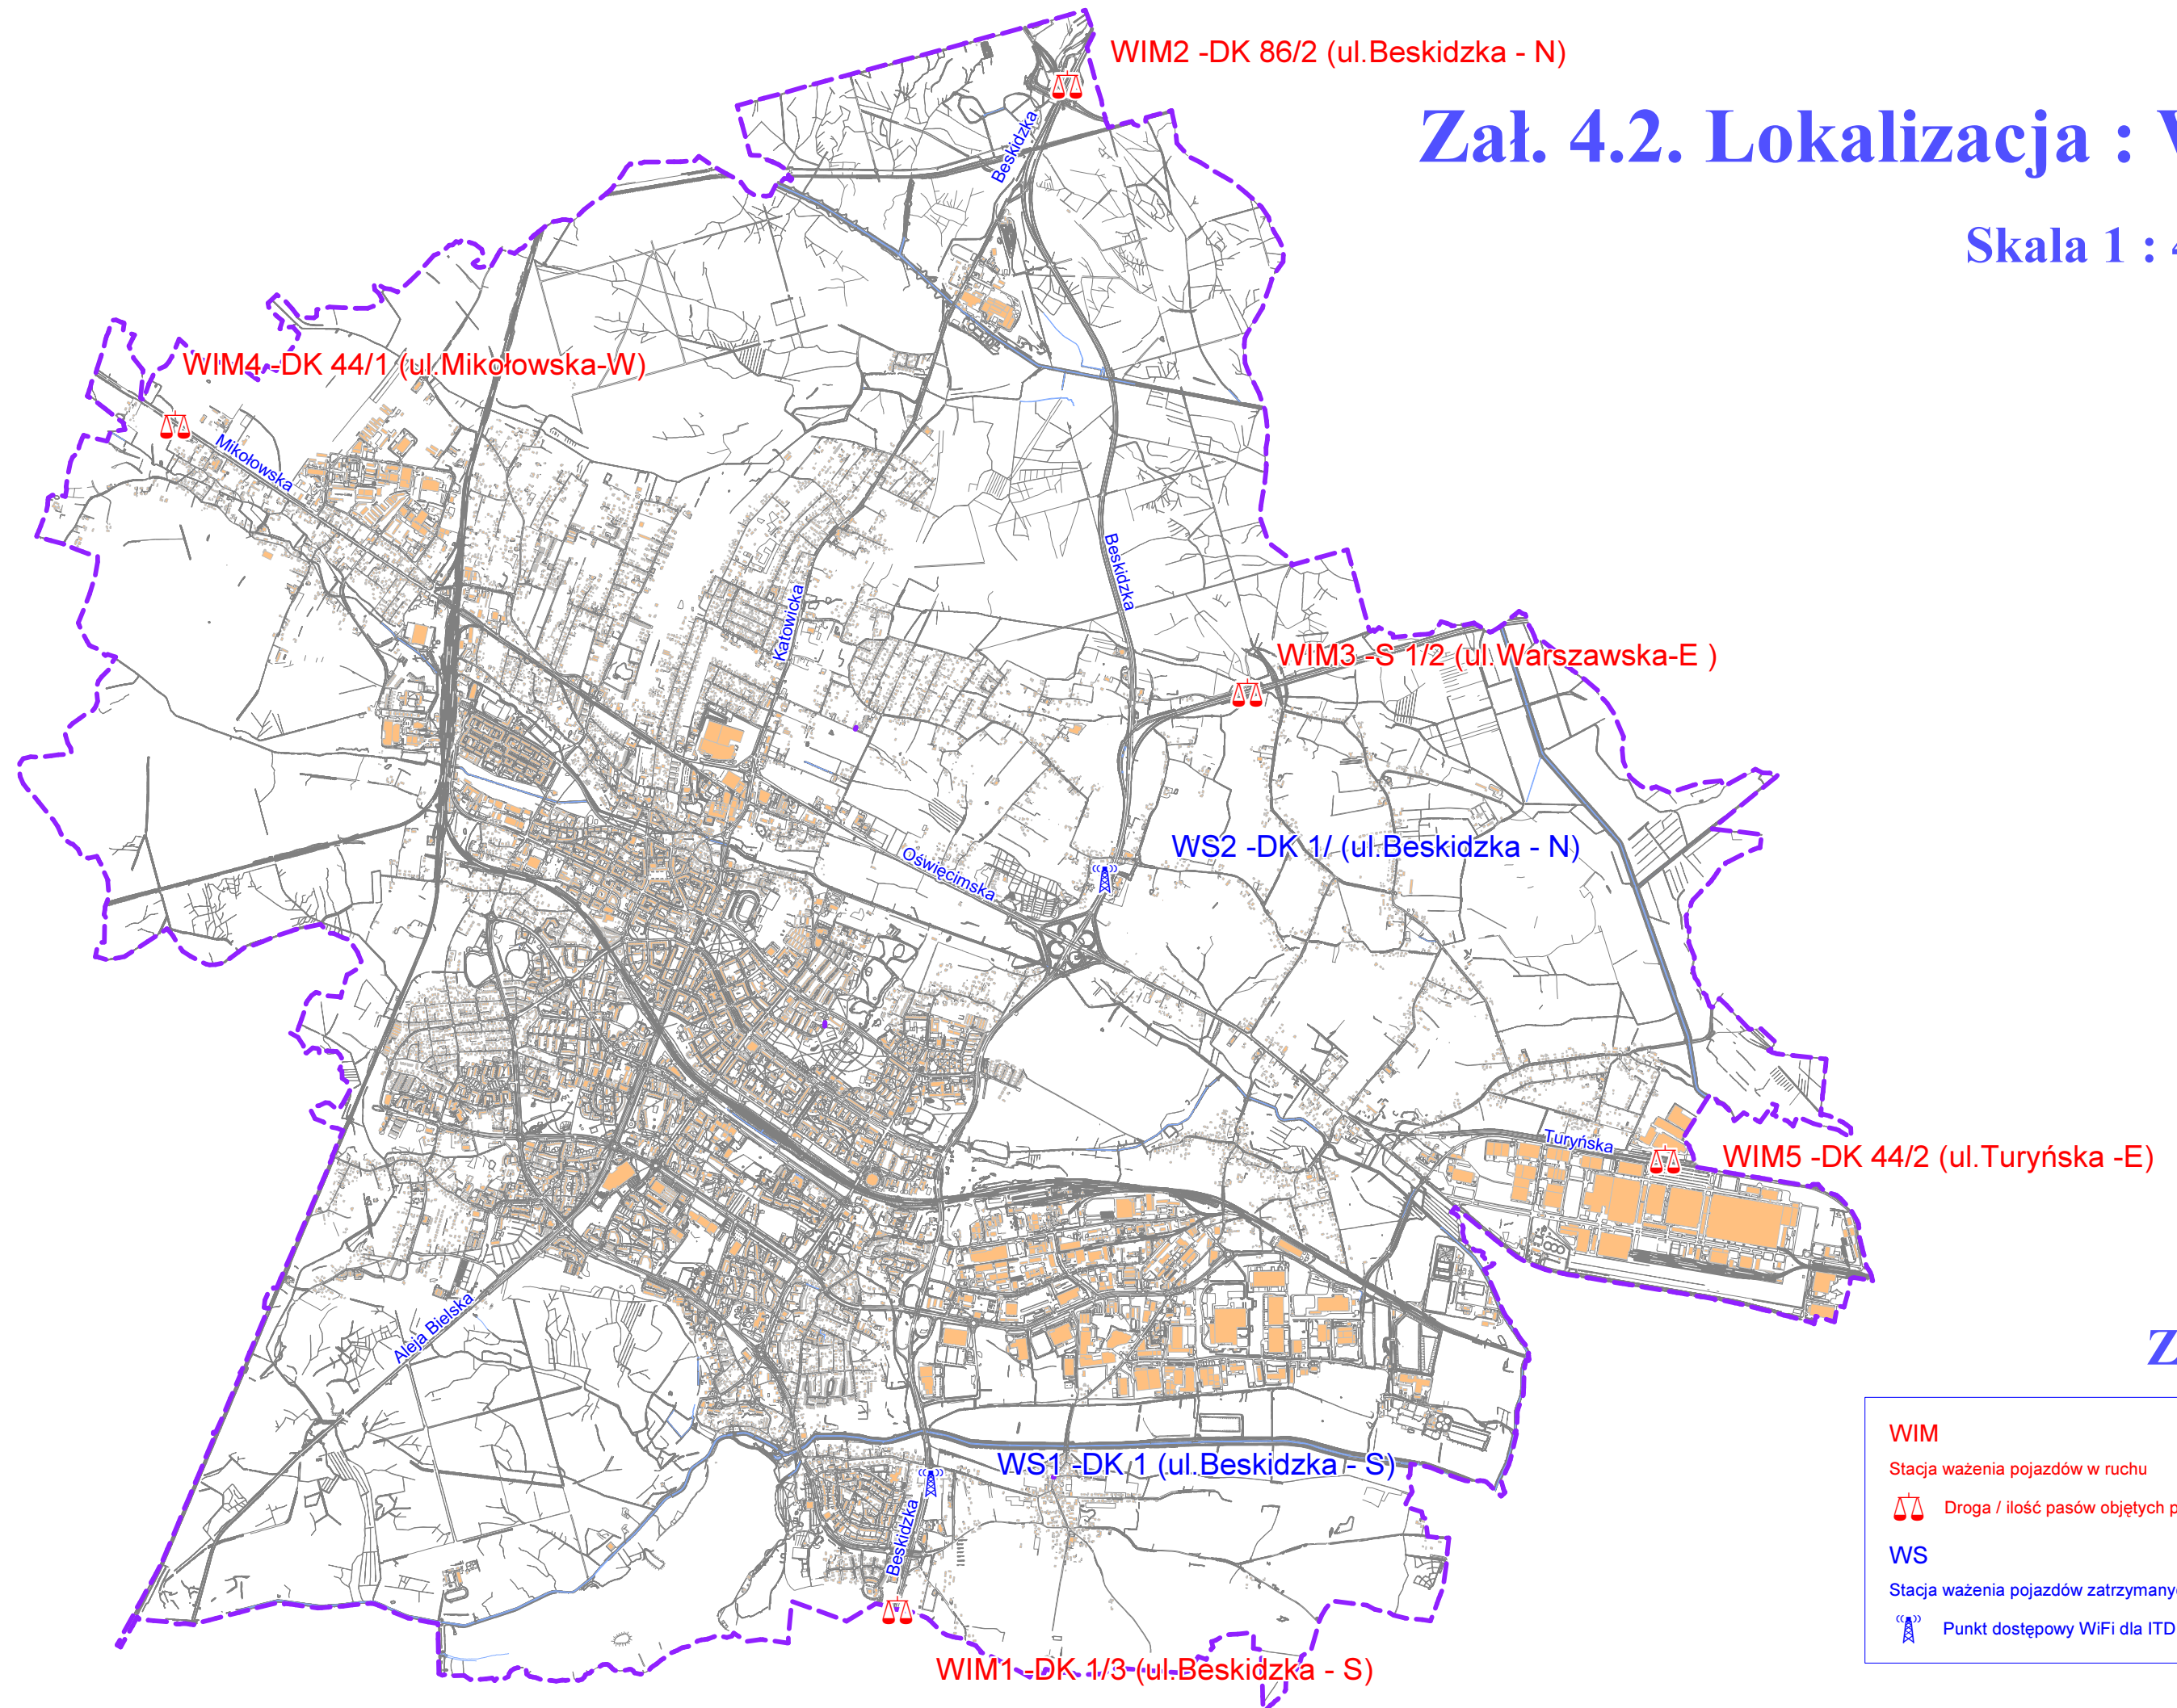 WIM2 -DK 86/2 (ul.Beskidzka - N)
Zał. 4.2. Lokalizacja :
Skala 1 :
Beskidzka
WIM4 -DK 44/1 (ul.Mikołowska-W)
Mikołowska
Beskidzka
Katowicka
WIM3 -S 1/2 (ul.Warszawska-E )
WS2 -DK 1/ (ul.Beskidzka - N)
Oświęcimska
Turyńska
WIM5 -DK 44/2 (ul.Turyńska -E)
Aleja Bielska
Z
WIM
Stacja ważenia pojazdów w ruchu
Droga / ilość pasów objętych p
WS
Stacja ważenia pojazdów zatrzymany
Punkt dostępowy WiFi dla ITD
WS1 -DK 1 (ul.Beskidzka - S)
Beskidzka
WIM1 -DK 1/3 (ul.Beskidzka - S)